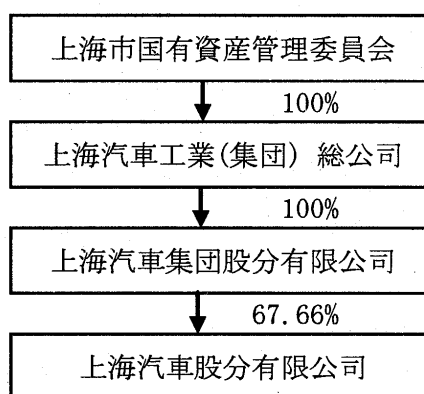 上海市国有資産管理委員会
100%
上海汽車工業(集団) 総公司
100%
上海汽車集団股分有限公司
67.66%
上海汽車股分有限公司